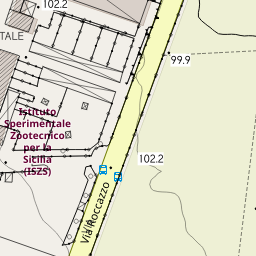 102.2
TALE
99.9
Istituto
Sperimentale
Zootecnico
per la
Sicilia
(ISZS)
102.2
Via Roccazzo